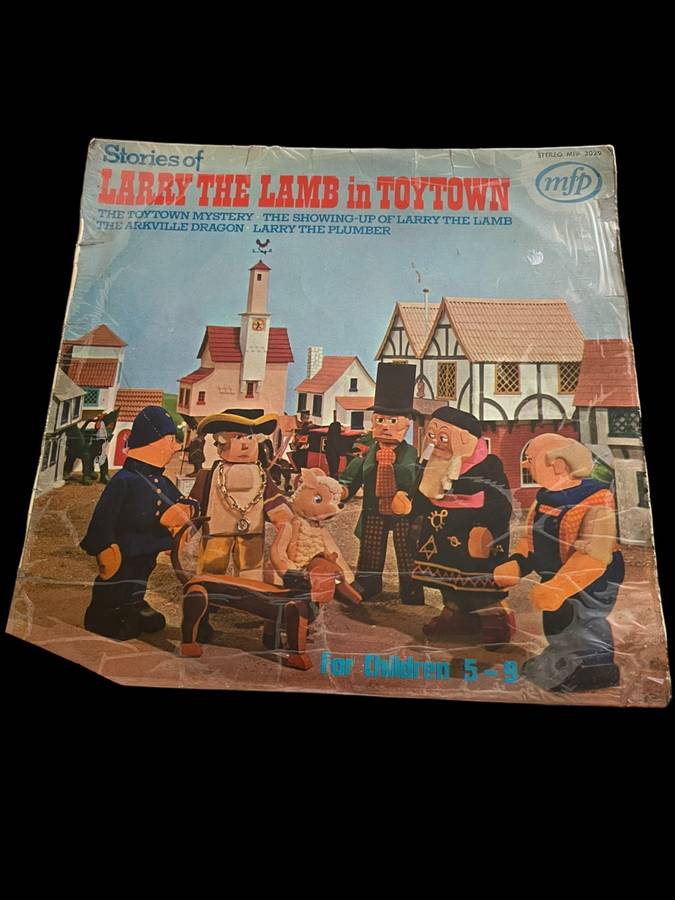 Stories of
STEREO MFP 2029
LARRY THE LAMB in TOYTOWN
mfp
THE TOYTOWN MYSTERY · THE SHOWING-UP OF LARRY THE LAMB
THE ARKVILLE DRAGON · LARRY THE PLUMBER
For Children 5 - 9